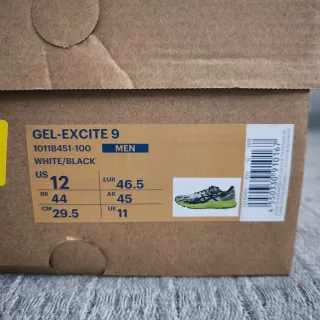 GEL-EXCITE 9
1011B451-100 MEN
WHITE/BLACK
US 12 EUR 46.5
BR 44 AR 45
CM 29.5 UK 11